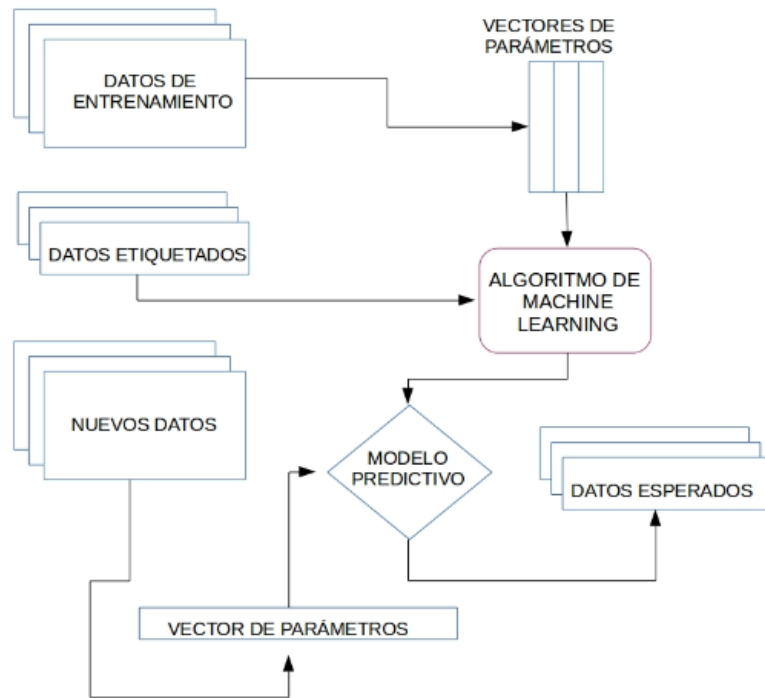 VECTORES DE
PARÁMETROS
DATOS DE
ENTRENAMIENTO
DATOS ETIQUETADOS
ALGORITMO DE
MACHINE
LEARNING
NUEVOS DATOS
MODELO
PREDICTIVO
DATOS ESPERADOS
VECTOR DE PARÁMETROS